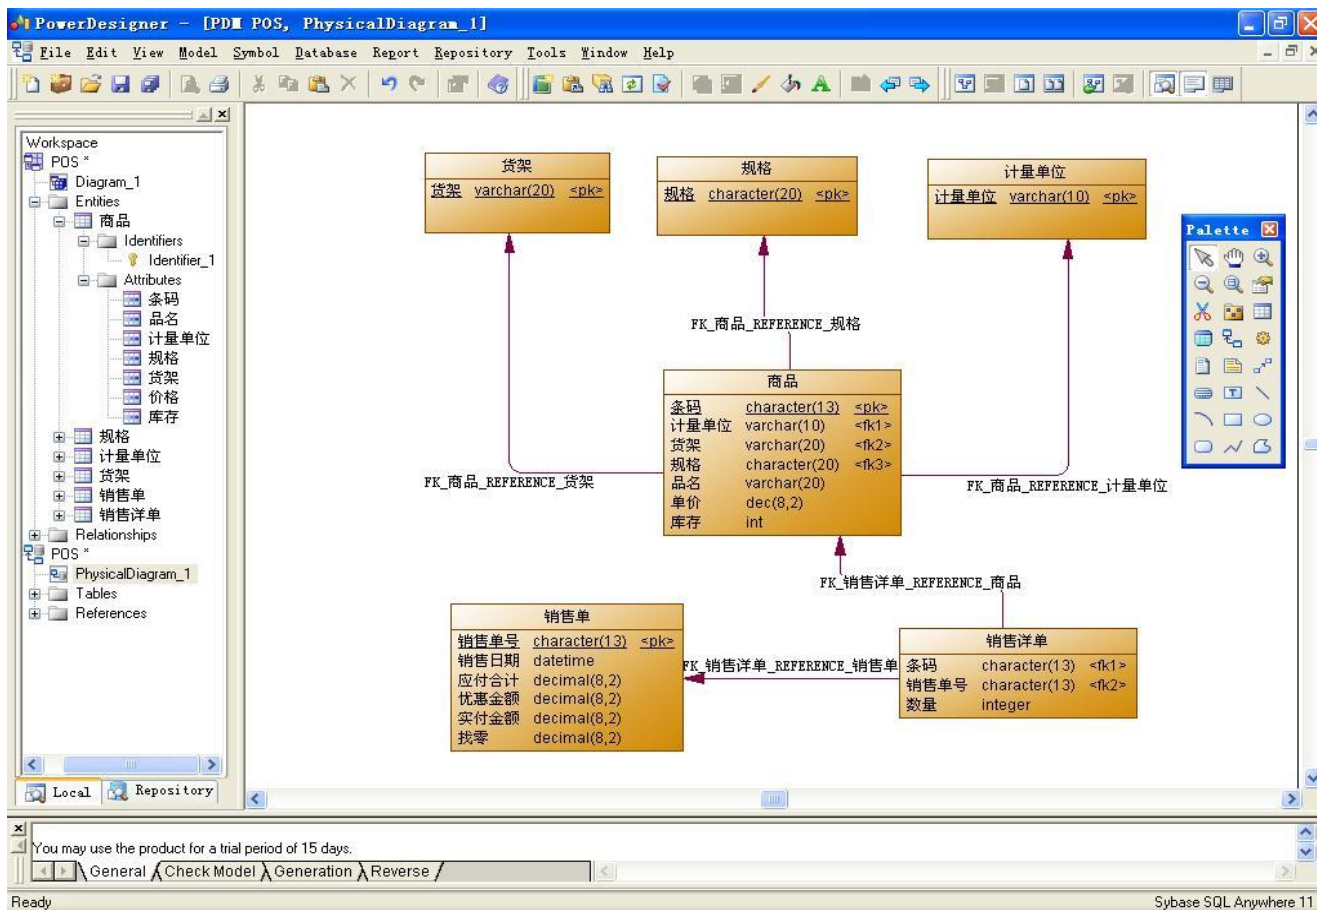 PowerDesigner - [PDM POS, PhysicalDiagram_1]
File Edit View Model Symbol Database Report Repository Tools Window Help
Workspace
POS *
Diagram_1
Entities
商品
Identifiers
Identifier_1
Attributes
条码
品名
计量单位
规格
货架
价格
库存
规格
计量单位
货架
销售单
销售详单
Relationships
POS *
PhysicalDiagram_1
Tables
References
Local Repository
货架
货架 varchar(20) <pk>
规格
规格 character(20) <pk>
计量单位
计量单位 varchar(10) <pk>
Palette
FK_商品_REFERENCE_规格
商品
条码 character(13) <pk>
计量单位 varchar(10) <fk1>
货架 varchar(20) <fk2>
规格 character(20) <fk3>
品名 varchar(20)
单价 dec(8,2)
库存 int
FK_商品_REFERENCE_货架
FK_商品_REFERENCE_计量单位
FK_销售详单_REFERENCE_商品
销售单
销售单号 character(13) <pk>
销售日期 datetime
应付合计 decimal(8,2)
优惠金额 decimal(8,2)
实付金额 decimal(8,2)
找零 decimal(8,2)
FK_销售详单_REFERENCE_销售单
销售详单
条码 character(13) <fk1>
销售单号 character(13) <fk2>
数量 integer
You may use the product for a trial period of 15 days.
General Check Model Generation Reverse
Ready Sybase SQL Anywhere 11